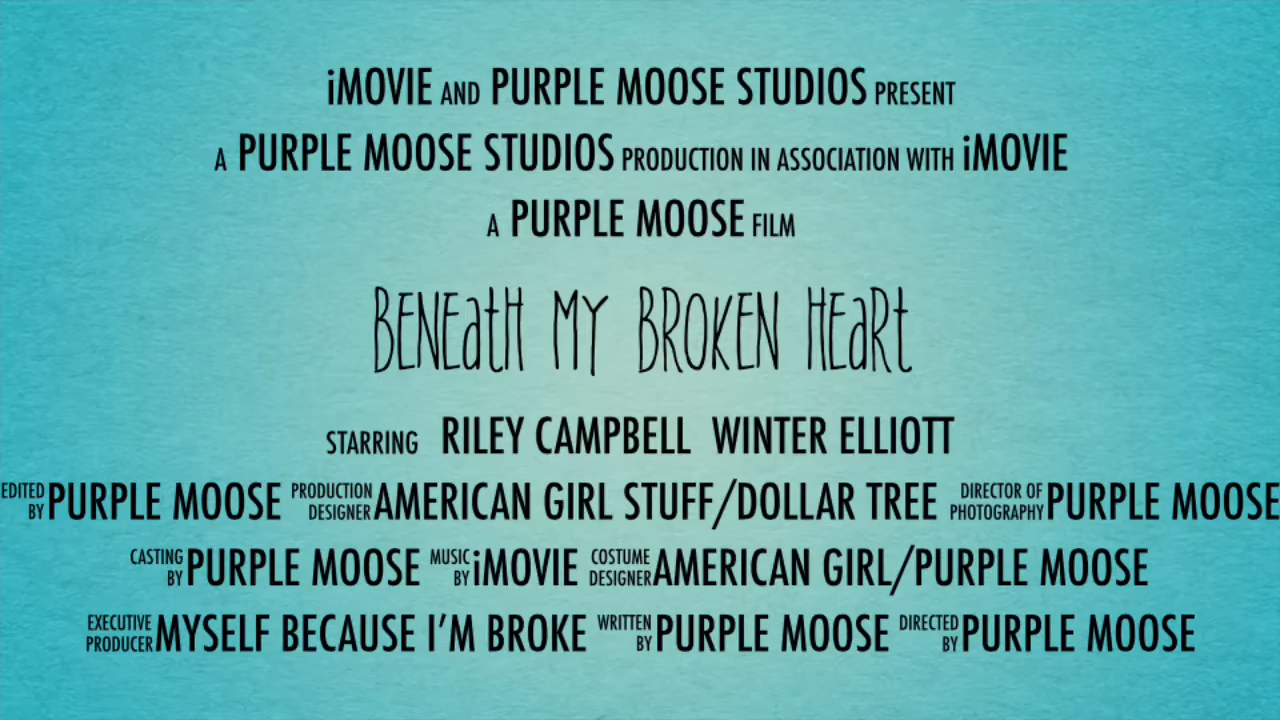 iMOVIE AND PURPLE MOOSE STUDIOS PRESENT
A PURPLE MOOSE STUDIOS PRODUCTION IN ASSOCIATION WITH iMOVIE
A PURPLE MOOSE FILM
BENEatH MY BROKEN HEaRt
STARRING RILEY CAMPBELL WINTER ELLIOTT
EDITED BY PURPLE MOOSE PRODUCTION DESIGNER AMERICAN GIRL STUFF/DOLLAR TREE DIRECTOR OF PHOTOGRAPHY PURPLE MOOSE
CASTING BY PURPLE MOOSE MUSIC BY iMOVIE COSTUME DESIGNER AMERICAN GIRL/PURPLE MOOSE
EXECUTIVE PRODUCER MYSELF BECAUSE I'M BROKE WRITTEN BY PURPLE MOOSE DIRECTED BY PURPLE MOOSE